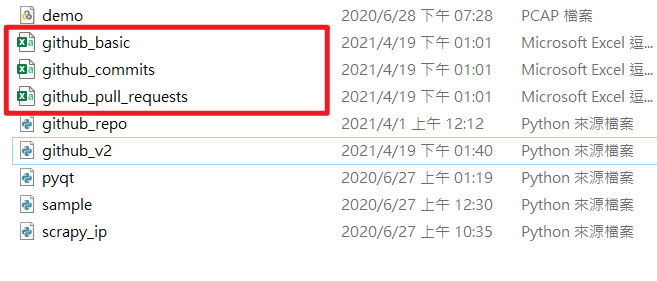 demo 2020/6/28 下午 07:28 PCAP 檔案
github_basic 2021/4/19 下午 01:01 Microsoft Excel 逗...
github_commits 2021/4/19 下午 01:01 Microsoft Excel 逗...
github_pull_requests 2021/4/19 下午 01:01 Microsoft Excel 逗...
github_repo 2021/4/1 上午 12:12 Python 來源檔案
github_v2 2021/4/19 下午 01:40 Python 來源檔案
pyqt 2020/6/27 上午 01:19 Python 來源檔案
sample 2020/6/27 上午 12:30 Python 來源檔案
scrapy_ip 2020/6/27 上午 10:35 Python 來源檔案